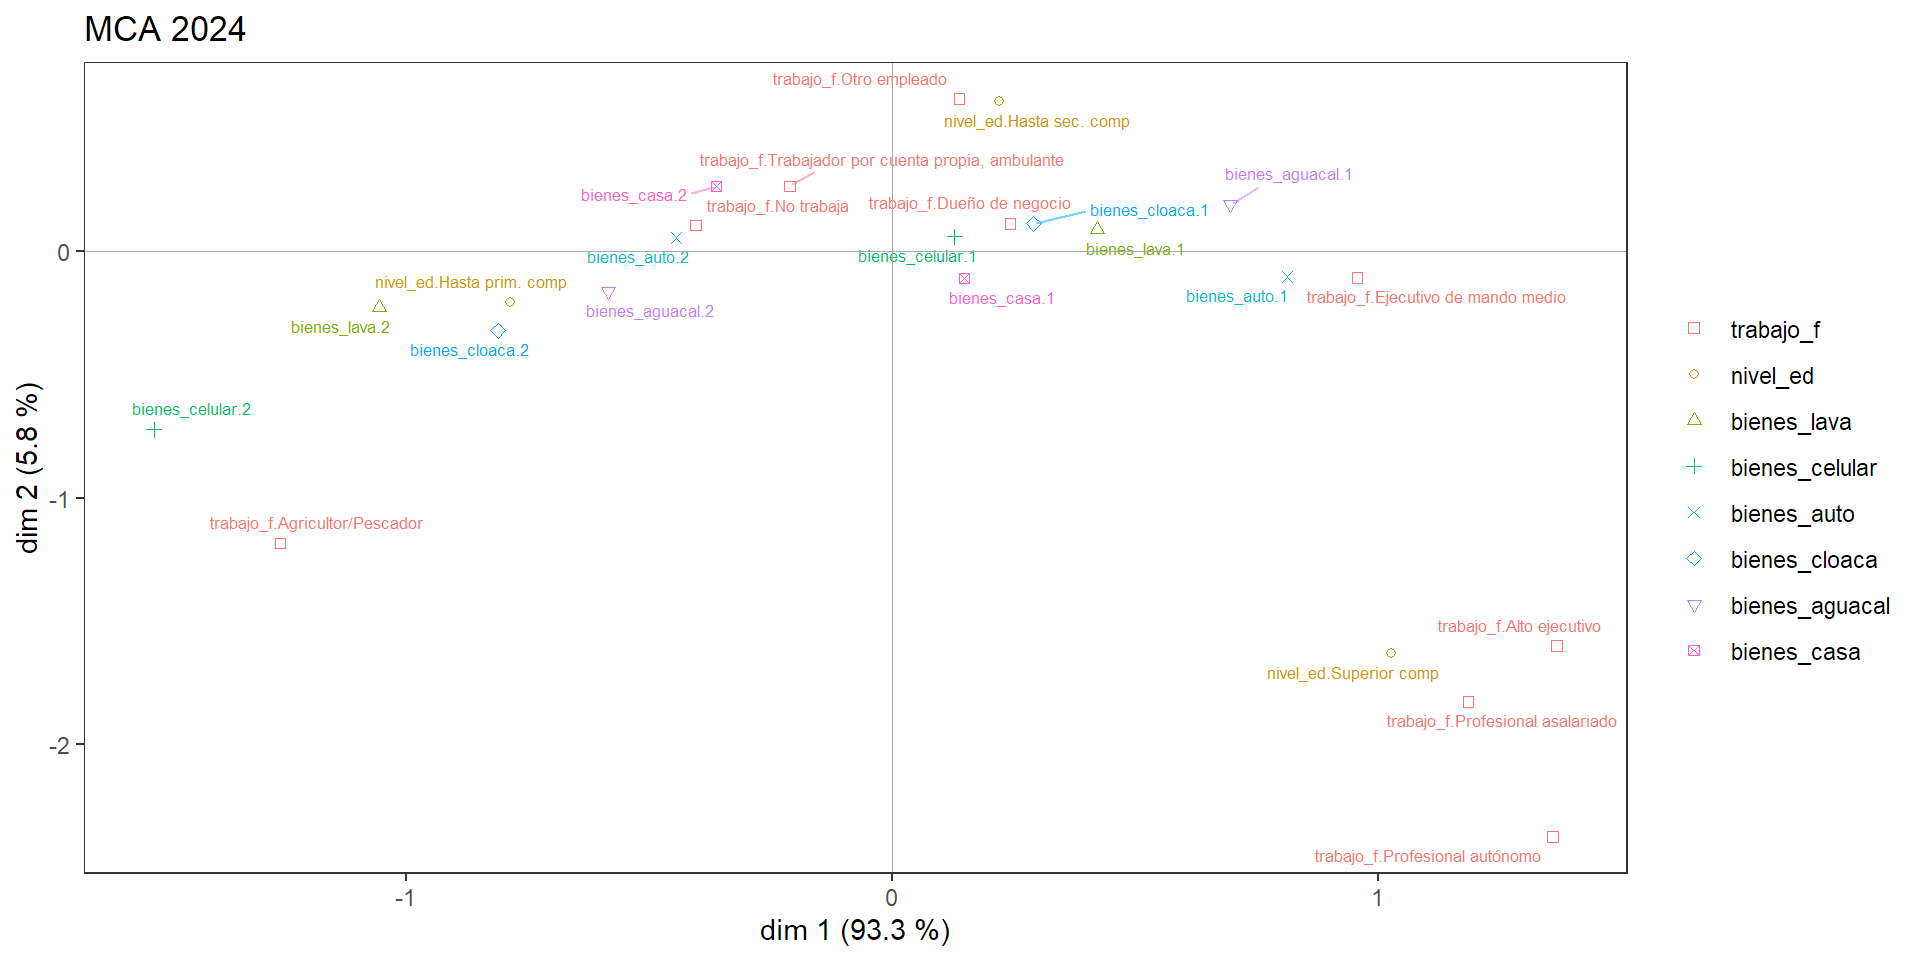 MCA 2024
trabajo_f.Otro empleado
nivel_ed.Hasta sec. comp
trabajo_f.Trabajador por cuenta propia, ambulante
bienes_aguacal.1
bienes_casa.2
trabajo_f.No trabaja
trabajo_f.Dueño de negocio
bienes_cloaca.1
bienes_auto.2
bienes_celular.1
bienes_lava.1
nivel_ed.Hasta prim. comp
bienes_aguacal.2
bienes_casa.1
bienes_auto.1
trabajo_f.Ejecutivo de mando medio
bienes_lava.2
bienes_cloaca.2
bienes_celular.2
trabajo_f.Agricultor/Pescador
trabajo_f.Alto ejecutivo
nivel_ed.Superior comp
trabajo_f.Profesional asalariado
trabajo_f.Profesional autónomo
0
-1
-2
dim 2 (5.8 %)
-1
0
1
dim 1 (93.3 %)
trabajo_f
nivel_ed
bienes_lava
bienes_celular
bienes_auto
bienes_cloaca
bienes_aguacal
bienes_casa